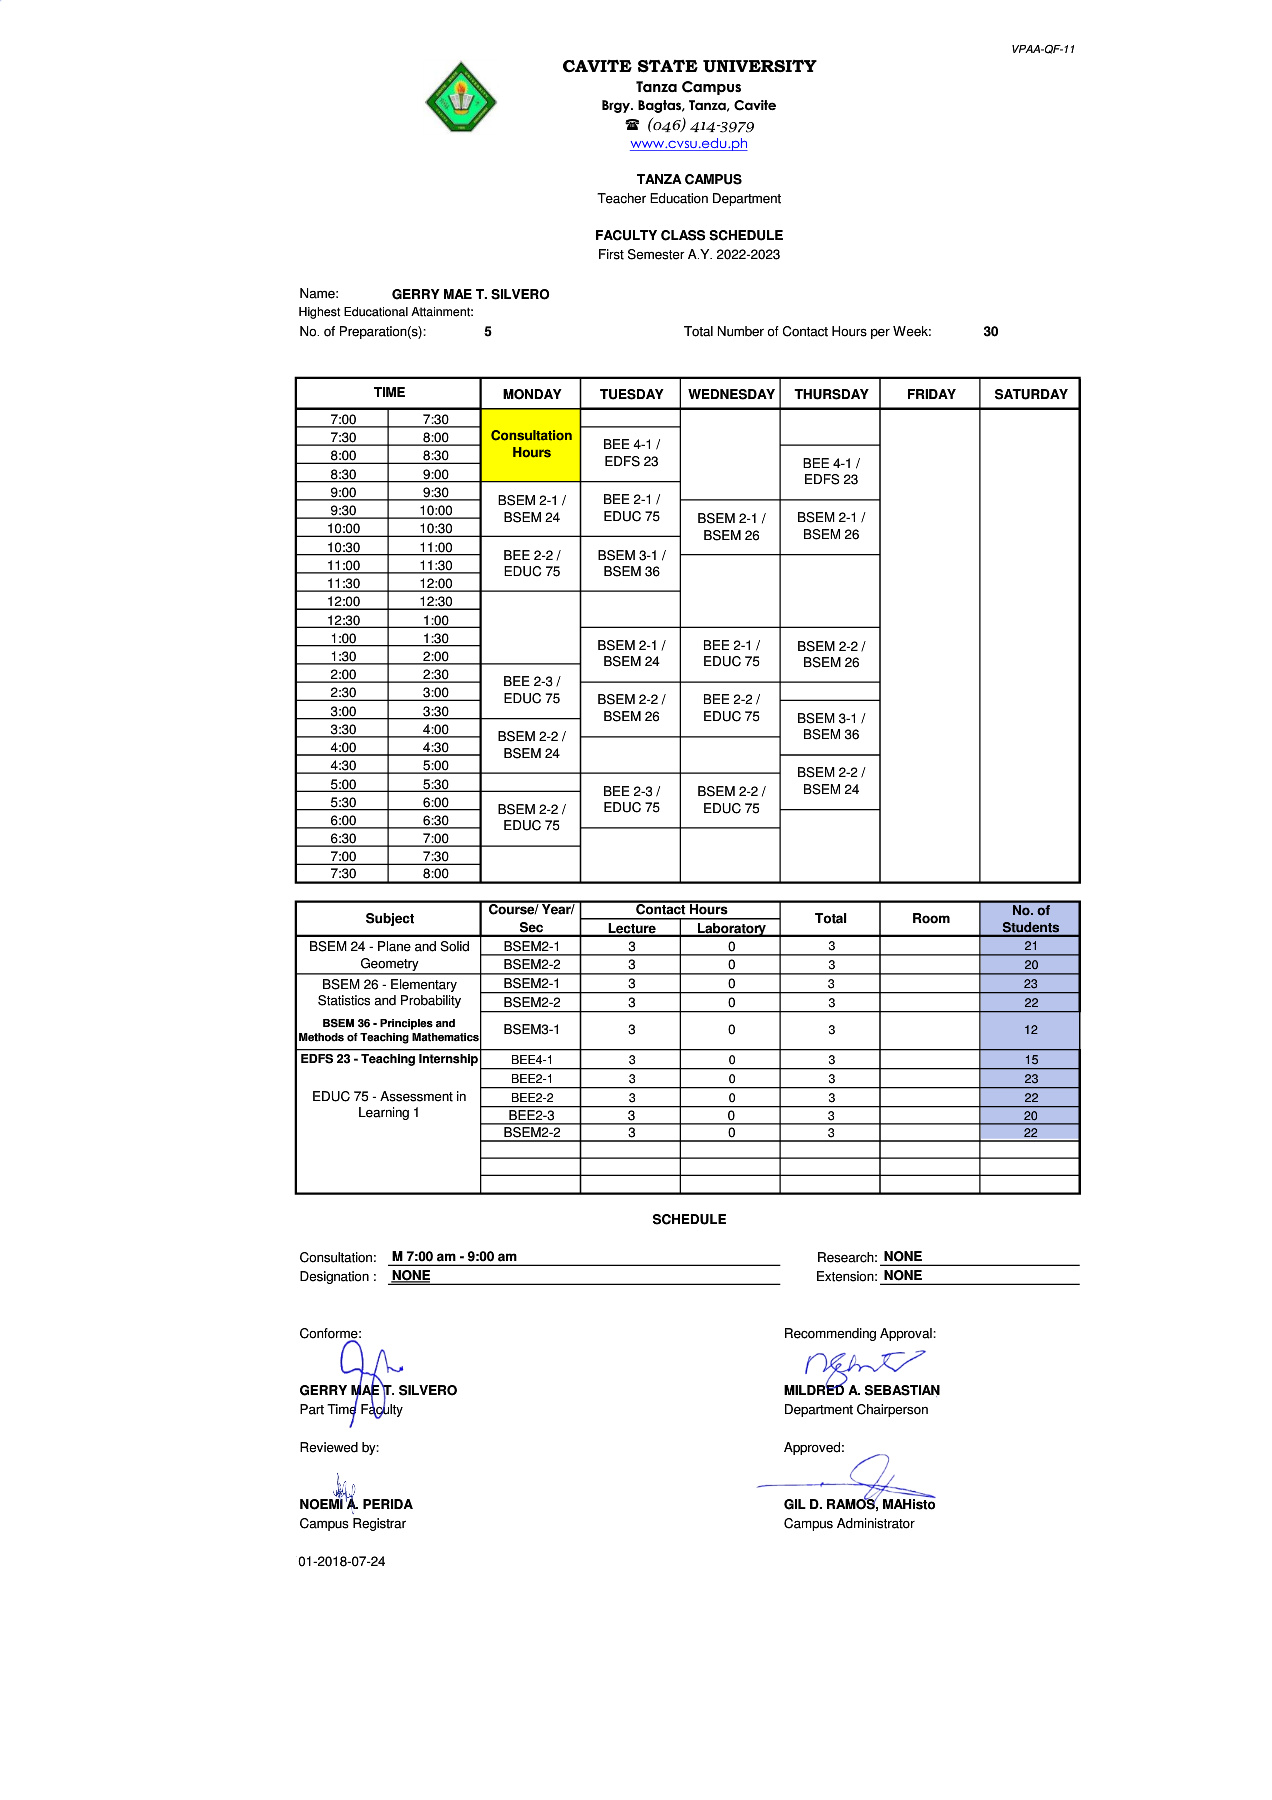 VPAA-QF-11
CAVITE STATE UNIVERSITY
Tanza Campus
Brgy. Bagtas, Tanza, Cavite
☎ (046) 414-3979
www.cvsu.edu.ph
TANZA CAMPUS
Teacher Education Department
FACULTY CLASS SCHEDULE
First Semester A.Y. 2022-2023
Name: GERRY MAE T. SILVERO
Highest Educational Attainment:
No. of Preparation(s): 5 Total Number of Contact Hours per Week: 30
TIME MONDAY TUESDAY WEDNESDAY THURSDAY FRIDAY SATURDAY
7:00 7:30
7:30 8:00
8:00 8:30
8:30 9:00
9:00 9:30
9:30 10:00
10:00 10:30
10:30 11:00
11:00 11:30
11:30 12:00
12:00 12:30
12:30 1:00
1:00 1:30
1:30 2:00
2:00 2:30
2:30 3:00
3:00 3:30
3:30 4:00
4:00 4:30
4:30 5:00
5:00 5:30
5:30 6:00
6:00 6:30
6:30 7:00
7:00 7:30
7:30 8:00
Consultation
Hours
BSEM 2-1 /
BSEM 24
BEE 2-2 /
EDUC 75
BEE 2-3 /
EDUC 75
BSEM 2-2 /
BSEM 24
BSEM 2-2 /
EDUC 75
BEE 4-1 /
EDFS 23
BEE 2-1 /
EDUC 75
BSEM 3-1 /
BSEM 36
BSEM 2-1 /
BSEM 24
BSEM 2-2 /
BSEM 26
BEE 2-3 /
EDUC 75
BSEM 2-1 /
BSEM 26
BEE 2-1 /
EDUC 75
BEE 2-2 /
EDUC 75
BSEM 2-2 /
EDUC 75
BEE 4-1 /
EDFS 23
BSEM 2-1 /
BSEM 26
BSEM 2-2 /
BSEM 26
BSEM 3-1 /
BSEM 36
BSEM 2-2 /
BSEM 24
Subject Course/ Year/ Sec Contact Hours Total Room No. of Students
Lecture Laboratory
BSEM 24 - Plane and Solid
Geometry
BSEM2-1 3 0 3 21
BSEM2-2 3 0 3 20
BSEM 26 - Elementary
Statistics and Probability
BSEM2-1 3 0 3 23
BSEM2-2 3 0 3 22
BSEM 36 - Principles and
Methods of Teaching Mathematics
BSEM3-1 3 0 3 12
EDFS 23 - Teaching Internship BEE4-1 3 0 3 15
EDUC 75 - Assessment in
Learning 1
BEE2-1 3 0 3 23
BEE2-2 3 0 3 22
BEE2-3 3 0 3 20
BSEM2-2 3 0 3 22
SCHEDULE
Consultation: M 7:00 am - 9:00 am Research: NONE
Designation : NONE Extension: NONE
Conforme: Recommending Approval:
GERRY MAE T. SILVERO MILDRED A. SEBASTIAN
Part Time Faculty Department Chairperson
Reviewed by: Approved:
NOEMI A. PERIDA GIL D. RAMOS, MAHisto
Campus Registrar Campus Administrator
01-2018-07-24